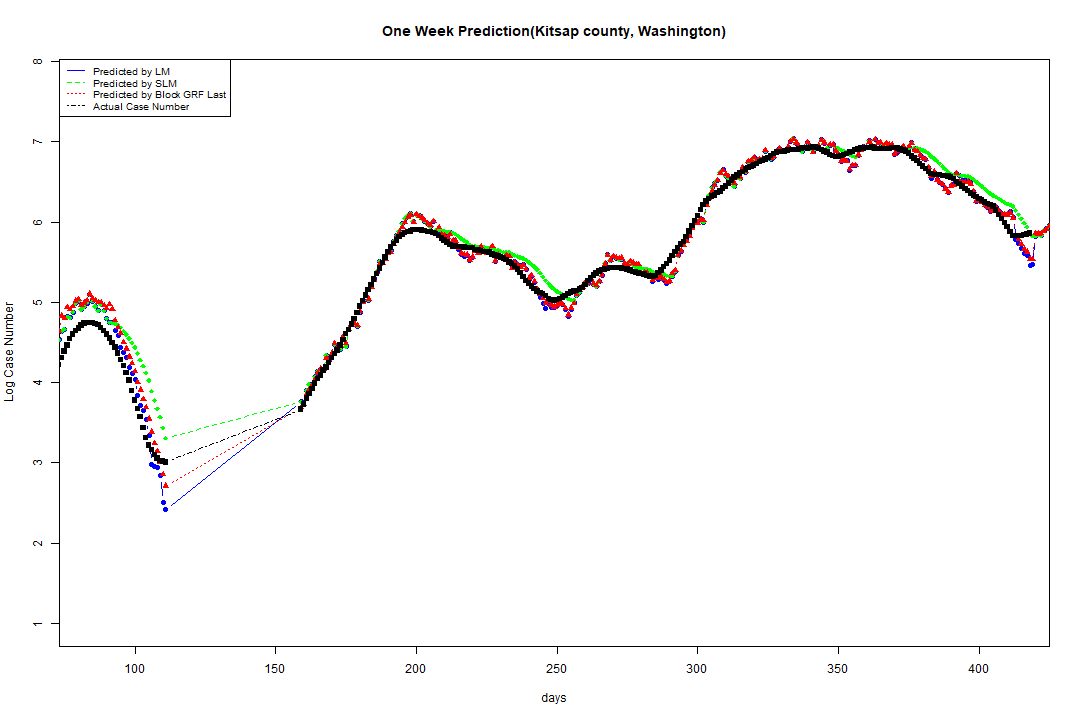 One Week Prediction(Kitsap county, Washington)
Predicted by LM
Predicted by SLM
Predicted by Block GRF Last
Actual Case Number
8
7
6
5
4
3
2
1
Log Case Number
100 150 200 250 300 350 400
days